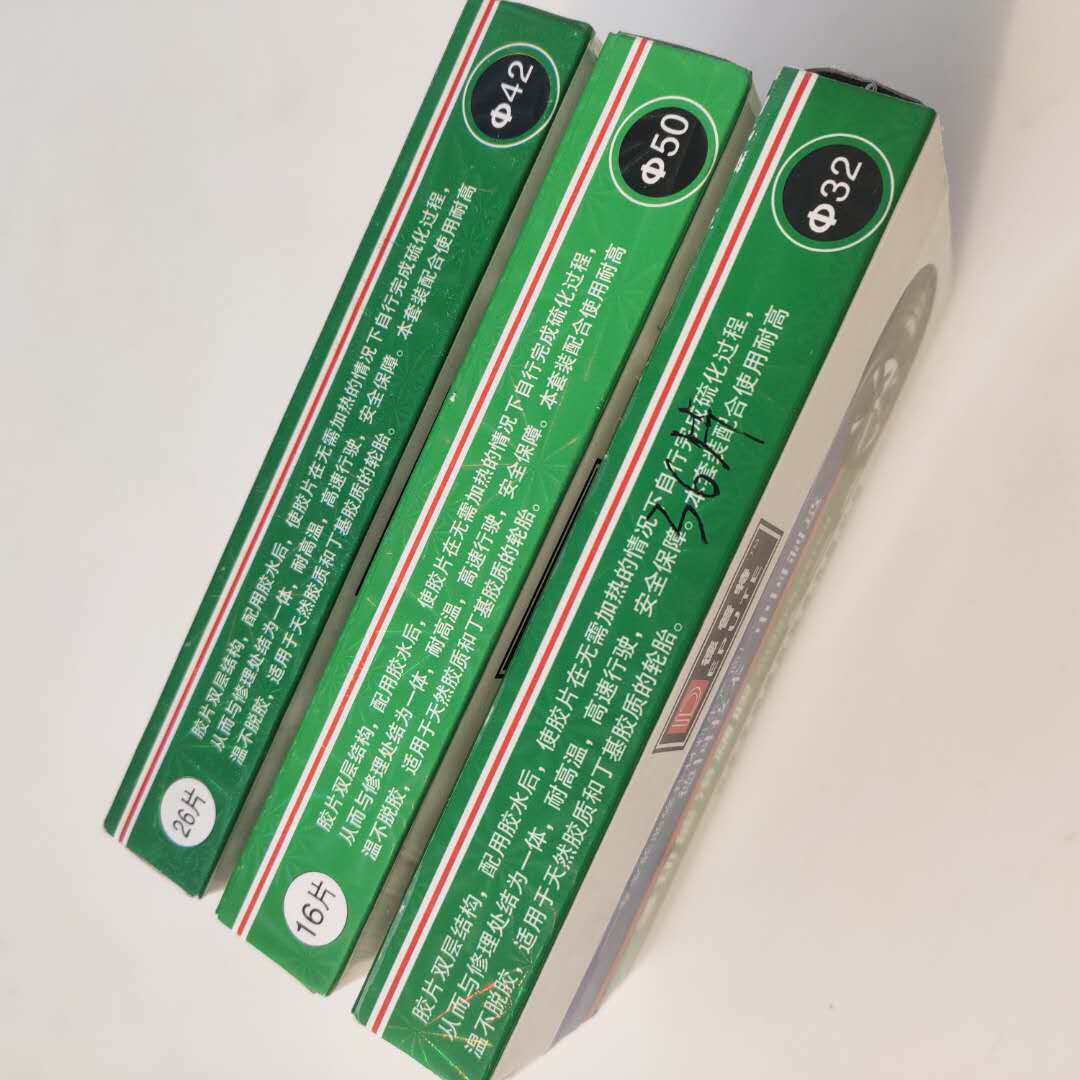 Φ42
胶片双层结构，配用胶水后，使胶片在无需加热的情况下自行完成硫化过程，
从而与修理处结为一体，耐高温，高速行驶，安全保障。本套装配合使用耐高
温不脱胶，适用于天然胶质和丁基胶质的轮胎。
26片
Φ50
胶片双层结构，配用胶水后，使胶片在无需加热的情况下自行完成硫化过程，
从而与修理处结为一体，耐高温，高速行驶，安全保障。本套装配合使用耐高
温不脱胶，适用于天然胶质和丁基胶质的轮胎。
16片
Φ32
胶片双层结构，配用胶水后，使胶片在无需加热的情况下自行完成硫化过程，
从而与修理处结为一体，耐高温，高速行驶，安全保障。本套装配合使用耐高
温不脱胶，适用于天然胶质和丁基胶质的轮胎。
36片